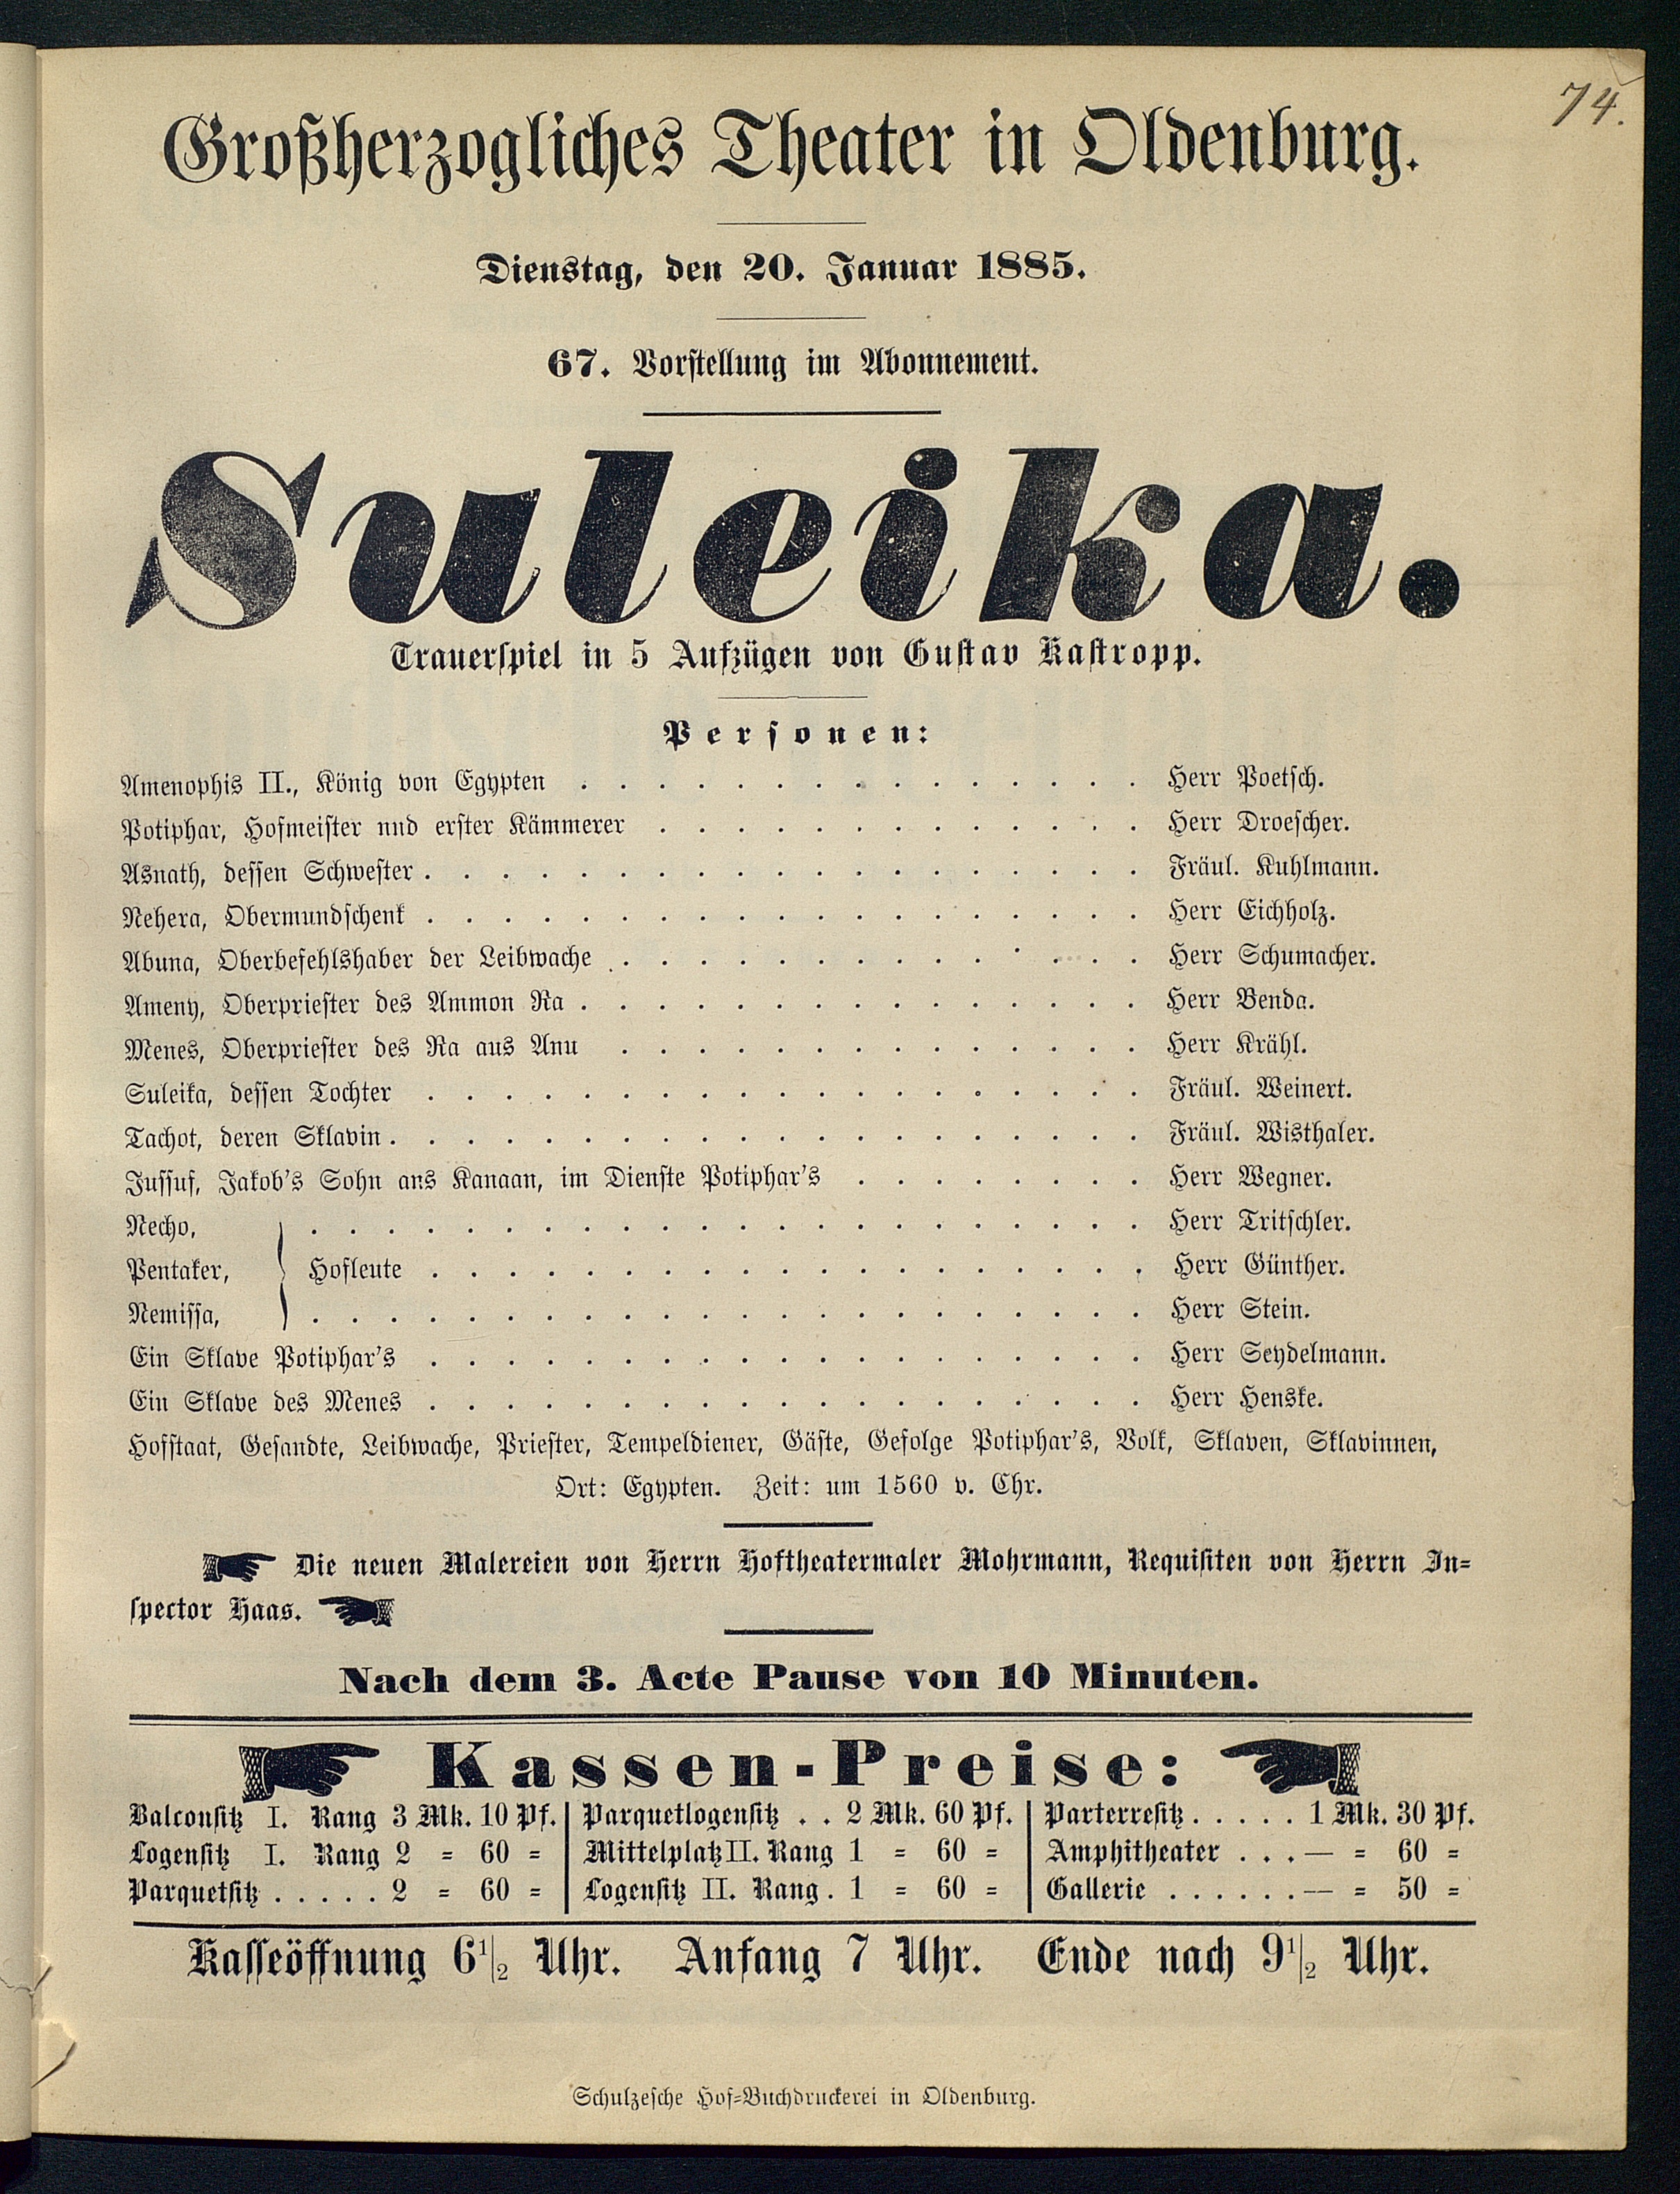 74.
Großherzogliches Theater in Oldenburg.
Dienstag, den 20. Januar 1885.
67. Vorstellung im Abonnement.
Suleika.
Trauerspiel in 5 Aufzügen von Gustav Kastropp.
Personen:
Amenophis II., König von Egypten . . . . . . . . . . . . . . . Herr Poetsch.
Potiphar, Hofmeister nnd erster Kämmerer . . . . . . . . . . . . . Herr Droescher.
Asnath, dessen Schwester . . . . . . . . . . . . . . . . . . . Fräul. Kuhlmann.
Nehera, Obermundschenk . . . . . . . . . . . . . . . . . . . Herr Eichholz.
Abuna, Oberbefehlshaber der Leibwache . . . . . . . . . . . . . . Herr Schumacher.
Ameny, Oberpriester des Ammon Ra . . . . . . . . . . . . . . . Herr Benda.
Menes, Oberpriester des Ra aus Anu . . . . . . . . . . . . . . Herr Krähl.
Suleika, dessen Tochter . . . . . . . . . . . . . . . . . . . Fräul. Weinert.
Tachot, deren Sklavin . . . . . . . . . . . . . . . . . . . . Fräul. Wisthaler.
Jussuf, Jakob's Sohn ans Kanaan, im Dienste Potiphar's . . . . . . . . Herr Wegner.
Necho, . . . . . . . . . . . . . . . . . . . . . . Herr Tritschler.
Pentaker, } Hofleute . . . . . . . . . . . . . . . . . . . Herr Günther.
Nemissa, . . . . . . . . . . . . . . . . . . . . . . Herr Stein.
Ein Sklave Potiphar's . . . . . . . . . . . . . . . . . . . Herr Seydelmann.
Ein Sklave des Menes . . . . . . . . . . . . . . . . . . . Herr Henske.
Hofstaat, Gesandte, Leibwache, Priester, Tempeldiener, Gäste, Gefolge Potiphar's, Volk, Sklaven, Sklavinnen,
Ort: Egypten. Zeit: um 1560 v. Chr.
Die neuen Malereien von Herrn Hoftheatermaler Mohrmann, Requisiten von Herrn In=
spector Haas.
Nach dem 3. Acte Pause von 10 Minuten.
Kassen-Preise:
Balconsitz I. Rang 3 Mk. 10 Pf. | Parquetlogensitz . . 2 Mk. 60 Pf. | Parterresitz . . . . . 1 Mk. 30 Pf.
Logensitz I. Rang 2 = 60 = | Mittelplatz II. Rang 1 = 60 = | Amphitheater . . . — = 60 =
Parquetsitz . . . . . 2 = 60 = | Logensitz II. Rang . 1 = 60 = | Gallerie . . . . . . — = 50 =
Kasseöffnung 6 1/2 Uhr. Anfang 7 Uhr. Ende nach 9 1/2 Uhr.
Schulzesche Hof=Buchdruckerei in Oldenburg.